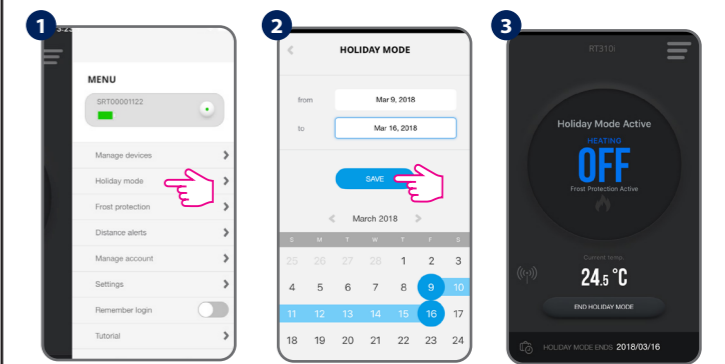 1
3:23
MENU
SRT00001122
Manage devices
Holiday mode
Frost protection
Distance alerts
Manage account
Settings
Remember login
Tutorial
2
HOLIDAY MODE
from Mar 9, 2018
to Mar 16, 2018
SAVE
March 2018
S M T W T F S
25 26 27 28 1 2 3
4 5 6 7 8 9 10
11 12 13 14 15 16 17
18 19 20 21 22 23 24
3
RT310i
Holiday Mode Active
HEATING
OFF
Frost Protection Active
Current temp.
24.5 °C
END HOLIDAY MODE
HOLIDAY MODE ENDS 2018/03/16